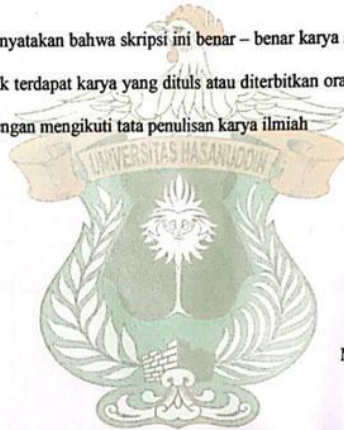 nyatakan bahwa skripsi ini benar – benar karya
k terdapat karya yang dituls atau diterbitkan ora
ngan mengikuti tata penulisan karya ilmiah
UNIVERSITAS HASANUDDIN